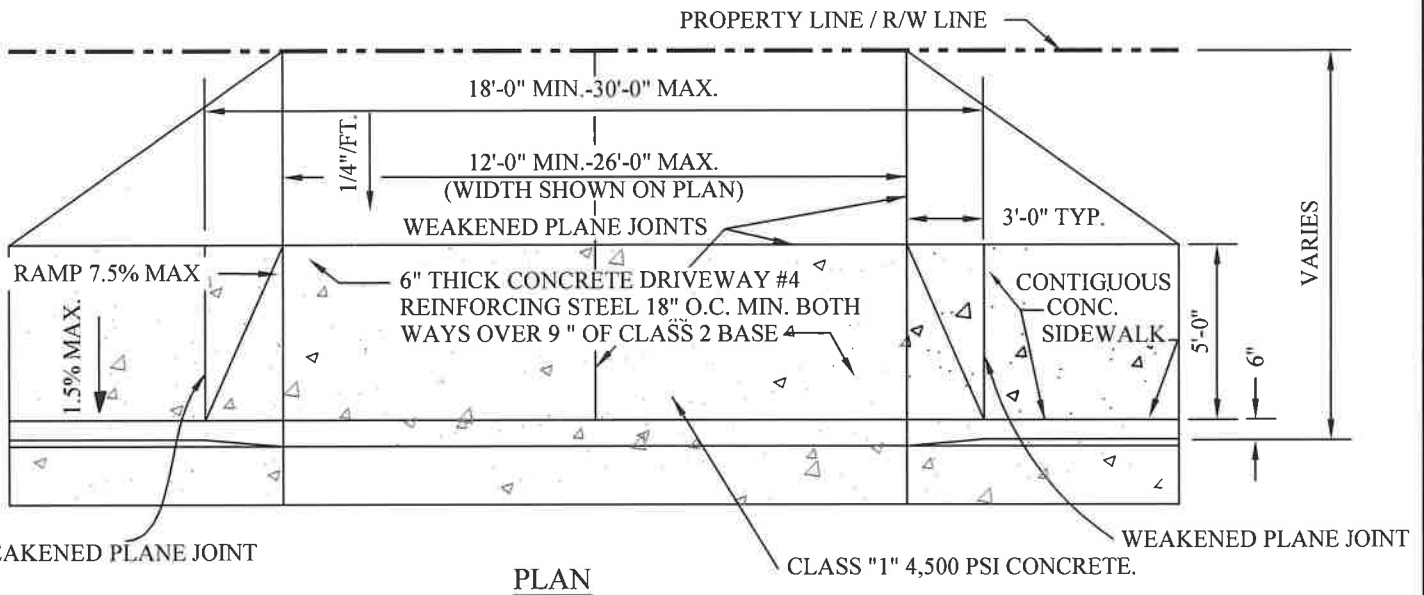 PROPERTY LINE / R/W LINE
18'-0" MIN.-30'-0" MAX.
1/4"/FT.
12'-0" MIN.-26'-0" MAX.
(WIDTH SHOWN ON PLAN)
WEAKENED PLANE JOINTS
3'-0" TYP.
VARIES
RAMP 7.5% MAX
6" THICK CONCRETE DRIVEWAY #4
REINFORCING STEEL 18" O.C. MIN. BOTH
WAYS OVER 9 " OF CLASS 2 BASE
CONTIGUOUS
CONC.
SIDEWALK
1.5% MAX.
5'-0"
6"
EAKENED PLANE JOINT
WEAKENED PLANE JOINT
CLASS "1" 4,500 PSI CONCRETE.
PLAN